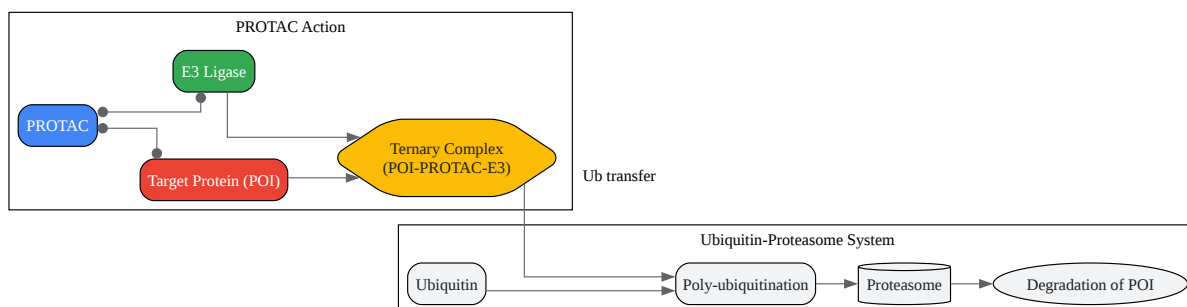 PROTAC Action
E3 Ligase
PROTAC
Target Protein (POI)
Ternary Complex
(POI-PROTAC-E3)
Ub transfer
Ubiquitin-Proteasome System
Ubiquitin
Poly-ubiquitination
Proteasome
Degradation of POI